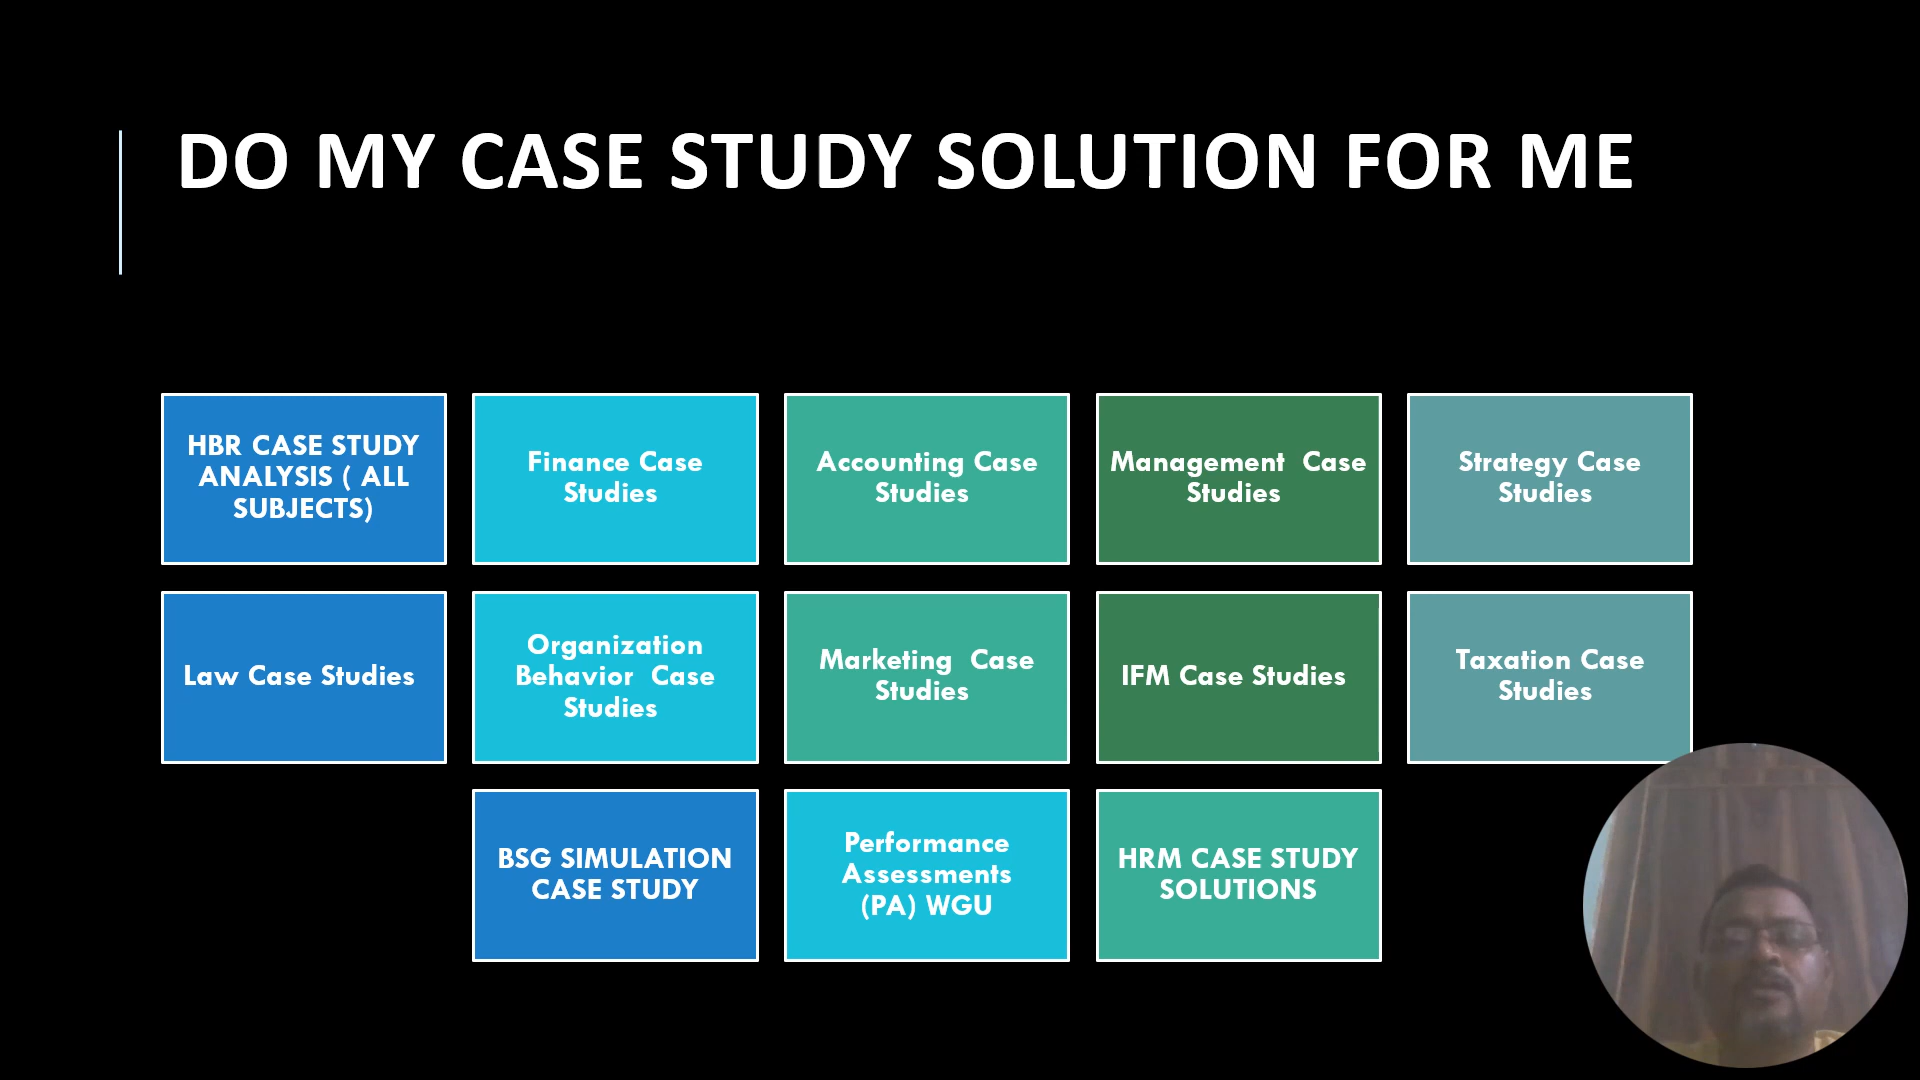 DO MY CASE STUDY SOLUTION FOR ME
HBR CASE STUDY
ANALYSIS ( ALL
SUBJECTS)
Finance Case
Studies
Accounting Case
Studies
Management  Case
Studies
Strategy Case
Studies
Law Case Studies
Organization
Behavior  Case
Studies
Marketing  Case
Studies
IFM Case Studies
Taxation Case
Studies
BSG SIMULATION
CASE STUDY
Performance
Assessments
(PA) WGU
HRM CASE STUDY
SOLUTIONS